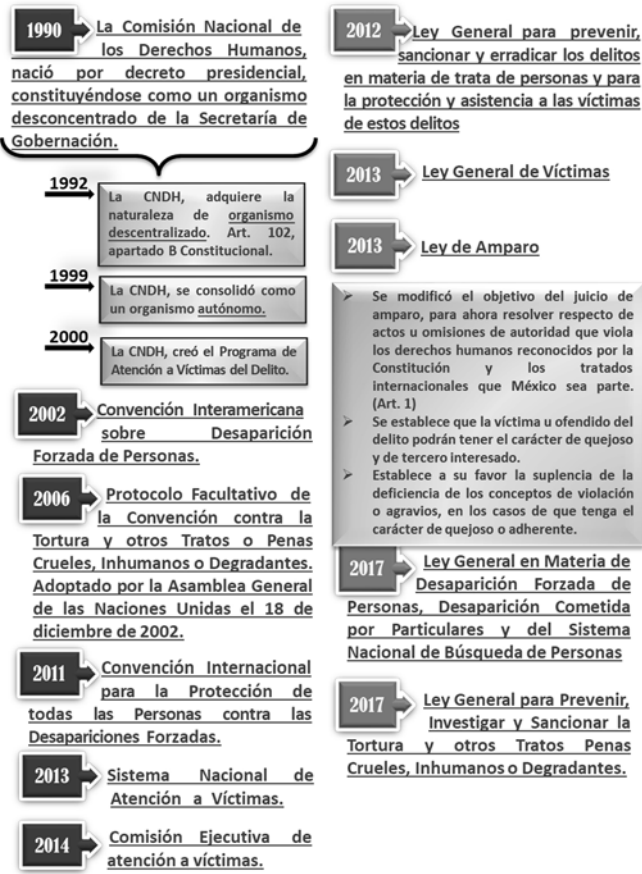 1990 La Comisión Nacional de
los Derechos Humanos,
nació por decreto presidencial,
constituyéndose como un organismo
desconcentrado de la Secretaría de
Gobernación.
1992
La CNDH, adquiere la
naturaleza de organismo
descentralizado. Art. 102,
apartado B Constitucional.
1999
La CNDH, se consolidó como
un organismo autónomo.
2000
La CNDH, creó el Programa de
Atención a Víctimas del Delito.
2002 Convención Interamericana
sobre Desaparición
Forzada de Personas.
2006 Protocolo Facultativo de
la Convención contra la
Tortura y otros Tratos o Penas
Crueles, Inhumanos o Degradantes.
Adoptado por la Asamblea General
de las Naciones Unidas el 18 de
diciembre de 2002.
2011 Convención Internacional
para la Protección de
todas las Personas contra las
Desapariciones Forzadas.
2013 Sistema Nacional de
Atención a Víctimas.
2014 Comisión Ejecutiva de
atención a víctimas.
2012 Ley General para prevenir,
sancionar y erradicar los delitos
en materia de trata de personas y para
la protección y asistencia a las víctimas
de estos delitos
2013 Ley General de Víctimas
2013 Ley de Amparo
➢ Se modificó el objetivo del juicio de
amparo, para ahora resolver respecto de
actos u omisiones de autoridad que viola
los derechos humanos reconocidos por la
Constitución y los tratados
internacionales que México sea parte.
(Art. 1)
➢ Se establece que la víctima u ofendido del
delito podrán tener el carácter de quejoso
y de tercero interesado.
➢ Establece a su favor la suplencia de la
deficiencia de los conceptos de violación
o agravios, en los casos de que tenga el
carácter de quejoso o adherente.
2017 Ley General en Materia de
Desaparición Forzada de
Personas, Desaparición Cometida
por Particulares y del Sistema
Nacional de Búsqueda de Personas
2017 Ley General para Prevenir,
Investigar y Sancionar la
Tortura y otros Tratos Penas
Crueles, Inhumanos o Degradantes.